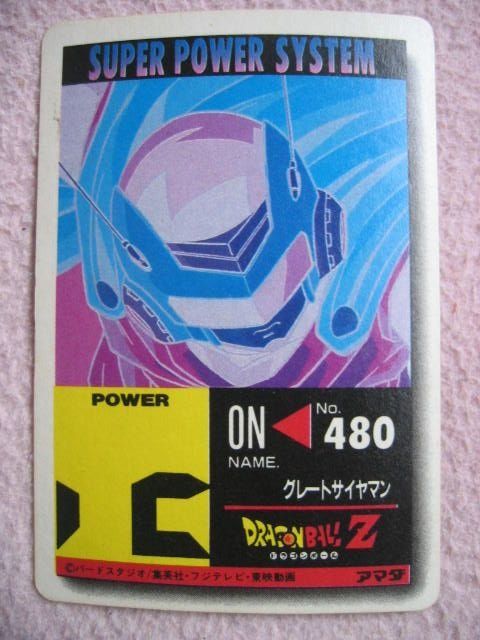 SUPER POWER SYSTEM
POWER
ON
No. 480
NAME.
グレートサイヤマン
DRAGON BALL Z
ドラゴンボール
©バードスタジオ/集英社・フジテレビ・東映動画
アマダ